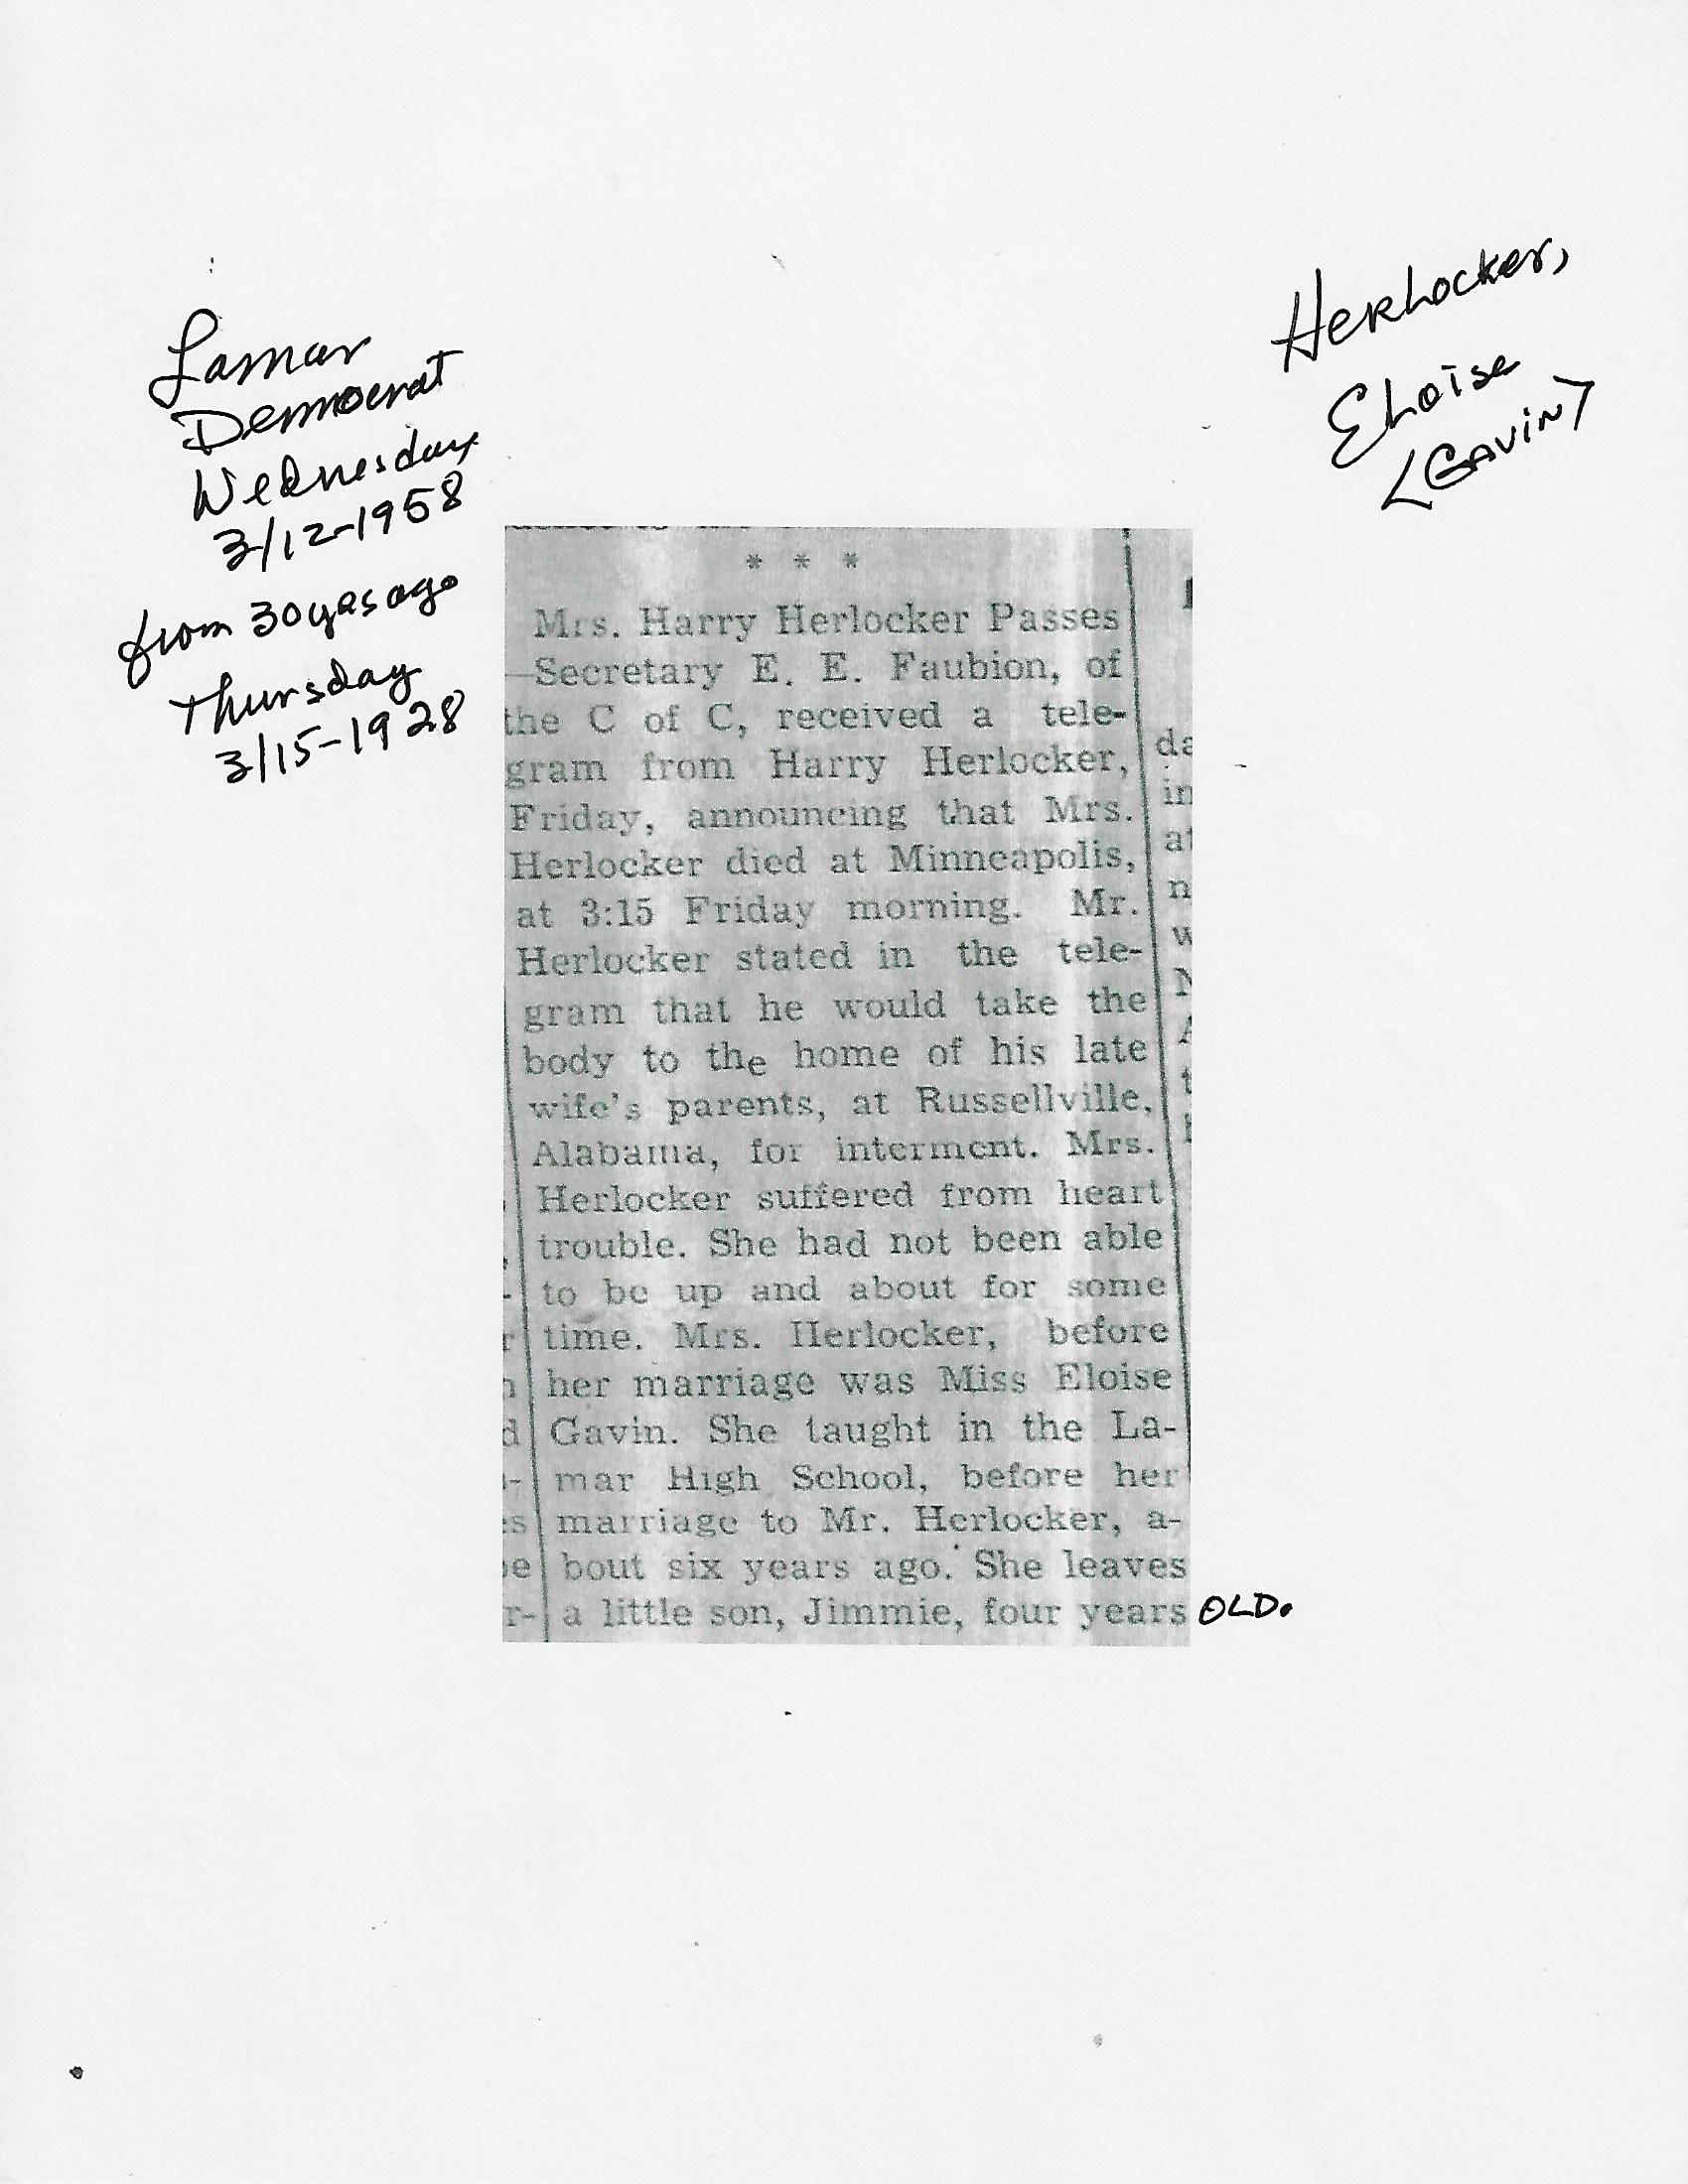 Lamar
Democrat
Wednesday
3/12-1958
from 30 yrs ago
Thursday
3/15-1928
Herlocker,
Eloise
<Gavin>
* * *
Mrs. Harry Herlocker Passes
—Secretary E. E. Faubion, of
the C of C, received a tele-
gram from Harry Herlocker,
Friday, announcing that Mrs.
Herlocker died at Minneapolis,
at 3:15 Friday morning. Mr.
Herlocker stated in the tele-
gram that he would take the
body to the home of his late
wife's parents, at Russellville,
Alabama, for interment. Mrs.
Herlocker suffered from heart
trouble. She had not been able
to be up and about for some
time. Mrs. Herlocker, before
her marriage was Miss Eloise
Gavin. She taught in the La-
mar High School, before her
marriage to Mr. Herlocker, a-
bout six years ago. She leaves
a little son, Jimmie, four years OLD.